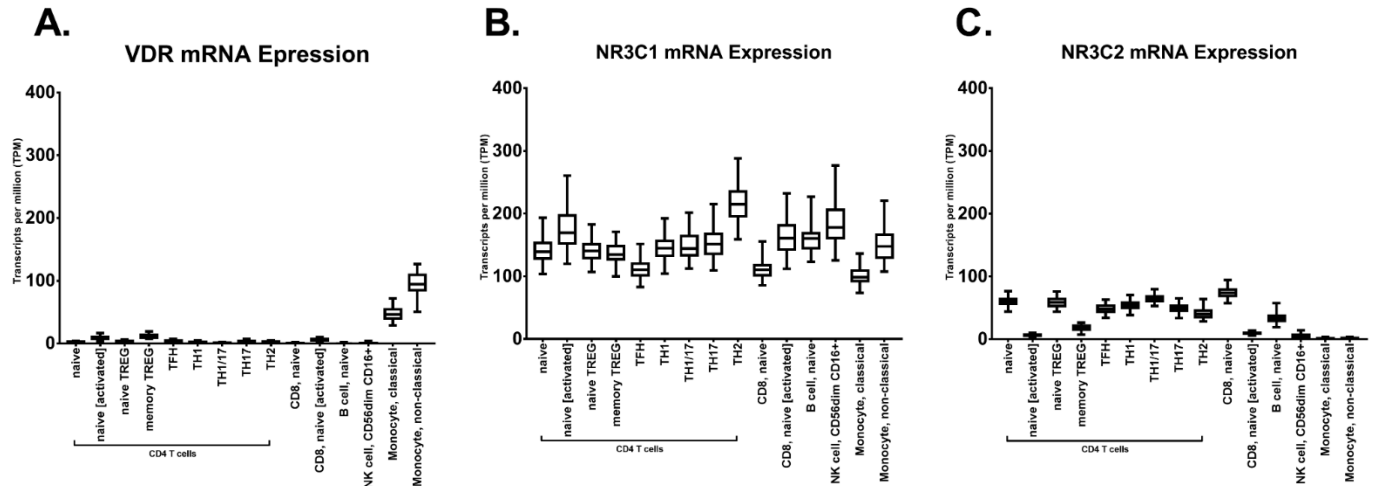 A.
VDR mRNA Epression
Transcripts per million (TPM)
400
300
200
100
0
naive
naive [activated]
naive TREG
memory TREG
TFH
TH1
TH1/17
TH17
TH2
CD8, naive
CD8, naive [activated]
B cell, naive
NK cell, CD56dim CD16+
Monocyte, classical
Monocyte, non-classical
CD4 T cells
B.
NR3C1 mRNA Expression
Transcripts per million (TPM)
400
300
200
100
0
naive
naive [activated]
naive TREG
memory TREG
TFH
TH1
TH1/17
TH17
TH2
CD8, naive
CD8, naive [activated]
B cell, naive
NK cell, CD56dim CD16+
Monocyte, classical
Monocyte, non-classical
CD4 T cells
C.
NR3C2 mRNA Expression
Transcripts per million (TPM)
400
300
200
100
0
naive
naive [activated]
naive TREG
memory TREG
TFH
TH1
TH1/17
TH17
TH2
CD8, naive
CD8, naive [activated]
B cell, naive
NK cell, CD56dim CD16+
Monocyte, classical
Monocyte, non-classical
CD4 T cells